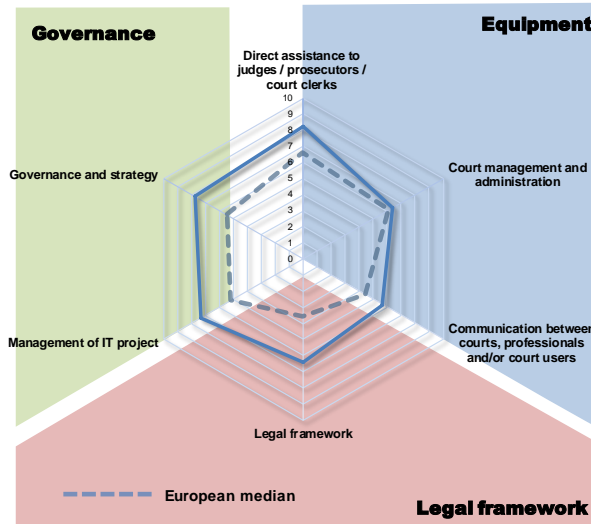 Governance
Equipment
Direct assistance to
judges / prosecutors /
court clerks
10
9
8
7
6
5
4
3
2
1
0
Governance and strategy
Court management and
administration
Management of IT project
Communication between
courts, professionals
and/or court users
Legal framework
European median
Legal framework